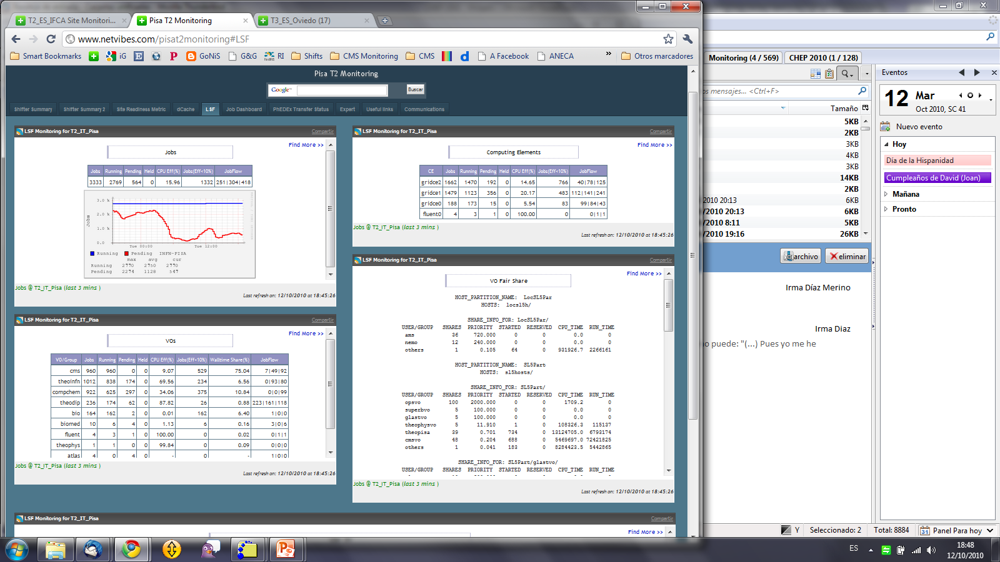 T2_ES_IFCA Site Monitori...
Pisa T2 Monitoring
T3_ES_Oviedo (17)
www.netvibes.com/pisat2monitoring#LSF
Smart Bookmarks
iG
GoNiS
G&G
RI
Shifts
CMS Monitoring
CMS
A Facebook
ANECA
»
Otros marcadores
Pisa T2 Monitoring
Google™
Buscar
Shifter Summary
Shifter Summary 2
Site Readiness Metric
dCache
LSF
Job Dashboard
PhEDEx Transfer Status
Expert
Useful links
Communications
LSF Monitoring for T2_IT_Pisa
Compartir
Find More >>
Jobs
Jobs Running Pending Held CPU Eff(%) Jobs(Eff<10%) JobFlow
3333 2769 564 0 15.96 1332 251|304|418
3.0 k
2.0 k
1.0 k
0.0
Jobs
Tue 00:00 Tue 12:00
Running Pending INFN-PISA
max avg cur
Running 2770 2750 2770
Pending 2274 1128 547
Jobs @ T2_IT_Pisa (last 3 mins )
Last refresh on: 12/10/2010 at 18:45:26
LSF Monitoring for T2_IT_Pisa
Compartir
Find More >>
VOs
VO/Group Jobs Running Pending Held CPU Eff(%) Jobs(Eff<10%) Walltime Share(%) JobFlow
cms 960 960 0 0 9.07 529 75.04 7|49|92
theoinfn 1012 838 174 0 69.56 234 6.56 0|93|80
compchem 922 625 297 0 34.06 375 10.84 0|0|99
theodip 236 174 62 0 87.82 26 0.88 223|161|118
bio 164 162 2 0 0.01 162 6.40 1|0|0
biomed 10 6 4 0 1.13 6 0.16 3|0|6
fluent 4 3 1 0 100.00 0 0.02 0|1|1
theophys 1 1 0 0 99.84 0 0.09 0|0|0
atlas 4 0 4 0 - 0 - 1|0|0
Jobs @ T2_IT_Pisa (last 3 mins )
Last refresh on: 12/10/2010 at 18:45:26
LSF Monitoring for T2_IT_Pisa
Compartir
Find More >>
Computing Elements
CE Jobs Running Pending Held CPU Eff(%) Jobs(Eff<10%) JobFlow
gridce2 1662 1470 192 0 14.65 766 40|78|125
gridce1 1479 1123 356 0 20.17 483 112|141|241
gridce0 188 173 15 0 5.54 83 99|84|43
fluent0 4 3 1 0 100.00 0 0|1|1
Jobs @ T2_IT_Pisa (last 3 mins )
Last refresh on: 12/10/2010 at 18:45:26
LSF Monitoring for T2_IT_Pisa
Compartir
Find More >>
VO Fair Share
HOST_PARTITION_NAME: LocSL5Par
HOSTS: locsl5h/
SHARE_INFO_FOR: LocSL5Par/
USER/GROUP SHARES PRIORITY STARTED RESERVED CPU_TIME RUN_TIME
ams 36 720.000 0 0 0.0 0
nemo 12 240.000 0 0 0.0 0
others 1 0.105 64 0 931926.7 2266161
HOST_PARTITION_NAME: SL5Part
HOSTS: sl5hosts/
SHARE_INFO_FOR: SL5Part/
USER/GROUP SHARES PRIORITY STARTED RESERVED CPU_TIME RUN_TIME
opsvo 100 2000.000 0 0 1709.2 0
superbvo 5 100.000 0 0 0.0 0
glastvo 5 100.000 0 0 0.0 0
theophysvo 5 11.910 1 0 108326.3 115137
theopisa 39 0.701 734 0 13124705.0 6793174
cmsvo 48 0.204 688 0 5469697.0 72421825
others 1 0.041 183 0 8284423.5 5442865
SHARE_INFO_FOR: SL5Part/glastvo/
USER/GROUP SHARES PRIORITY STARTED RESERVED CPU_TIME RUN_TIME
Jobs @ T2_IT_Pisa (last 3 mins )
Last refresh on: 12/10/2010 at 18:45:26
LSF Monitoring for T2_IT_Pisa
Compartir
Find More >>
Monitoring (4 / 569)
CHEP 2010 (1 / 128)
os mensajes... <Ctrl+F>
Tamaño
5KB
2KB
3KB
4KB
3KB
14KB
2KB
2010 20:13 6KB
/2010 20:13 6KB
/2010 8:11 5KB
/2010 19:16 26KB
archivo
eliminar
Irma Díaz Merino
Irma Diaz
no puede: "(...) Pues yo me he
Eventos
12
Mar
Oct 2010, SC 41
Nuevo evento
Hoy
Día de la Hispanidad
Cumpleaños de David (Joan)
Mañana
Pronto
Y
Seleccionado: 2
Total: 8884
31
Panel Para hoy
ES
18:48
12/10/2010